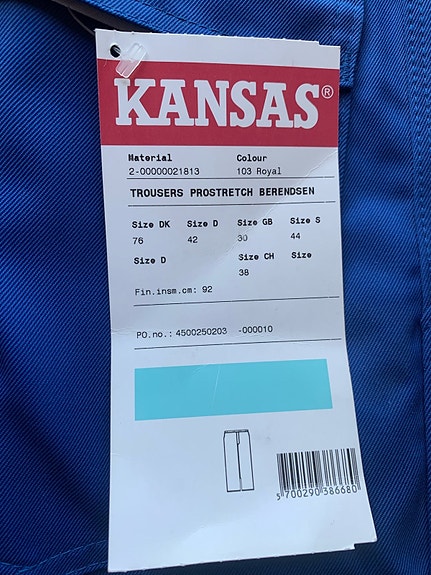 KANSAS®
Material Colour
2-00000021813 103 Royal
TROUSERS PROSTRETCH BERENDSEN
Size DK Size D Size GB Size S
76 42 30 44
Size D Size CH Size
38
Fin.insm.cm: 92
PO.no.: 4500250203 -000010
5 700290 386680